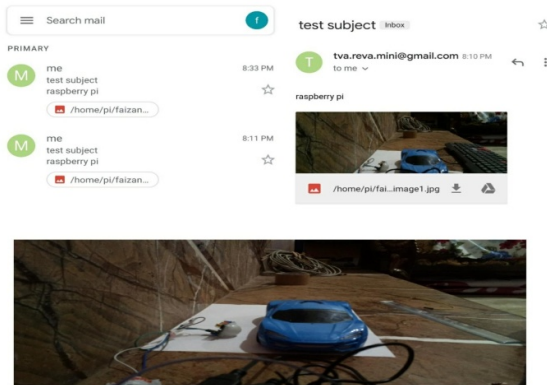 Search mail
f
PRIMARY
M
me
8:33 PM
test subject
raspberry pi
/home/pi/faizan...
M
me
8:11 PM
test subject
raspberry pi
/home/pi/faizan...
test subject Inbox
T
tva.reva.mini@gmail.com 8:10 PM
to me
raspberry pi
/home/pi/fai...image1.jpg